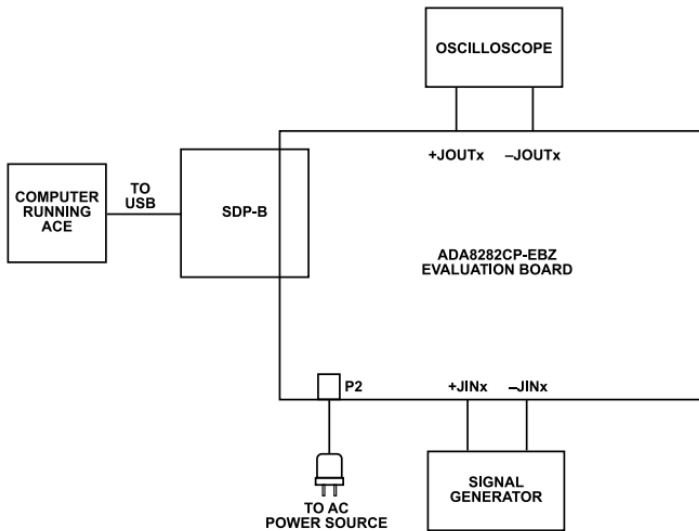 OSCILLOSCOPE
+JOUTx
–JOUTx
COMPUTER
RUNNING
ACE
TO
USB
SDP-B
ADA8282CP-EBZ
EVALUATION BOARD
P2
+JINx
–JINx
TO AC
POWER SOURCE
SIGNAL
GENERATOR